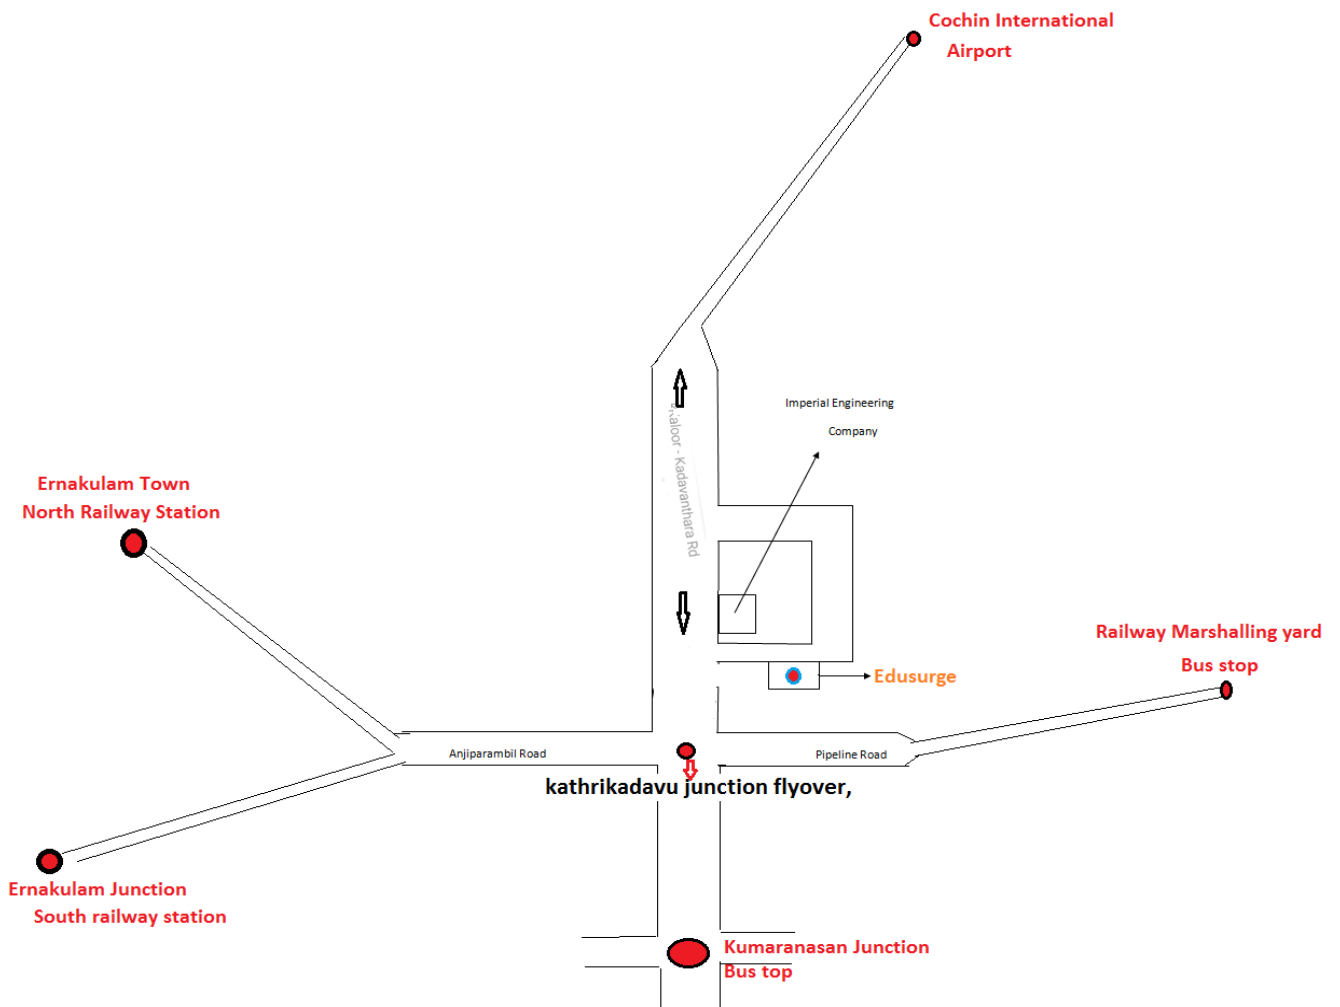 Cochin International
Airport
Imperial Engineering
Company
Kaloor - Kadavanthara Rd
Ernakulam Town
North Railway Station
Railway Marshalling yard
Bus stop
Edusurge
Anjiparambil Road
Pipeline Road
kathrikadavu junction flyover,
Ernakulam Junction
South railway station
Kumaranasan Junction
Bus top